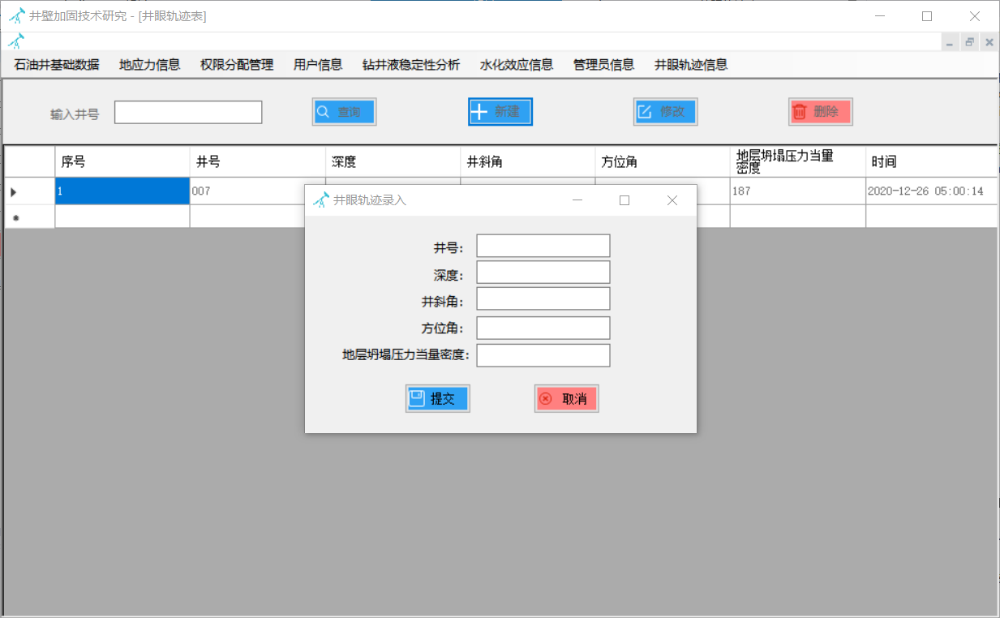 井壁加固技术研究 - [井眼轨迹表]
石油井基础数据 地应力信息 权限分配管理 用户信息 钻井液稳定性分析 水化效应信息 管理员信息 井眼轨迹信息
输入井号 查询 新建 修改 删除
序号 井号 深度 井斜角 方位角 地层坍塌压力当量
密度 时间
1 007 187 2020-12-26 05:00:14
井眼轨迹录入
井号：
深度：
井斜角：
方位角：
地层坍塌压力当量密度：
提交 取消